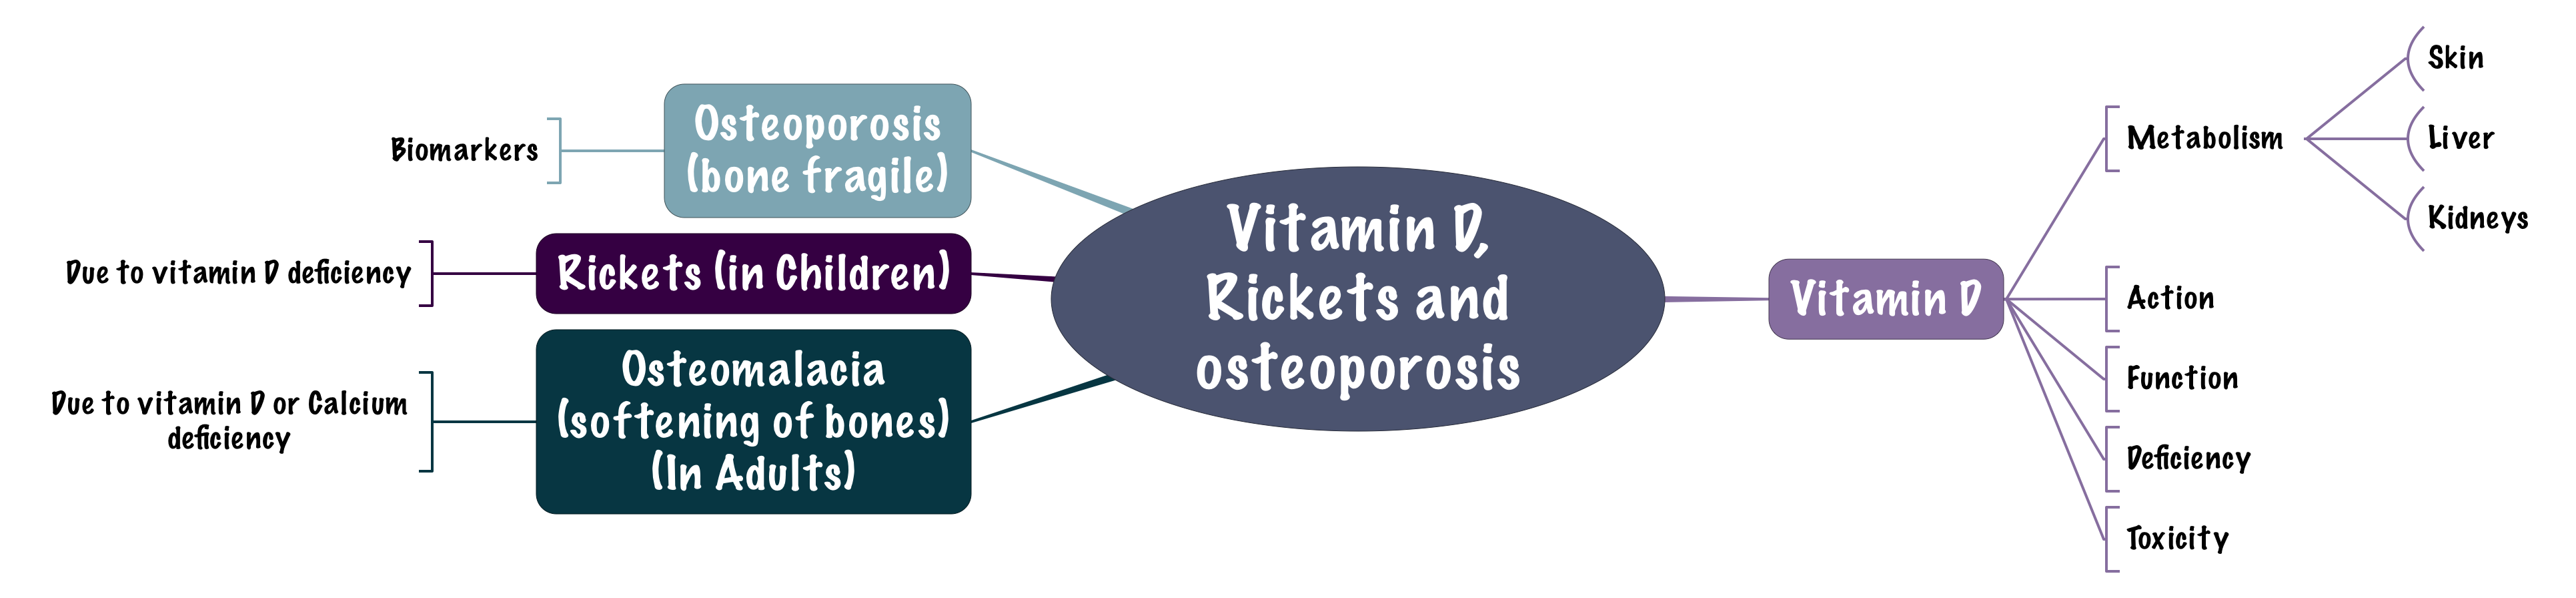 Osteoporosis
(bone fragile)
Biomarkers
Rickets (in Children)
Due to vitamin D deficiency
Osteomalacia
(softening of bones)
(In Adults)
Due to vitamin D or Calcium
deficiency
Vitamin D,
Rickets and
osteoporosis
Vitamin D
Metabolism
Skin
Liver
Kidneys
Action
Function
Deficiency
Toxicity